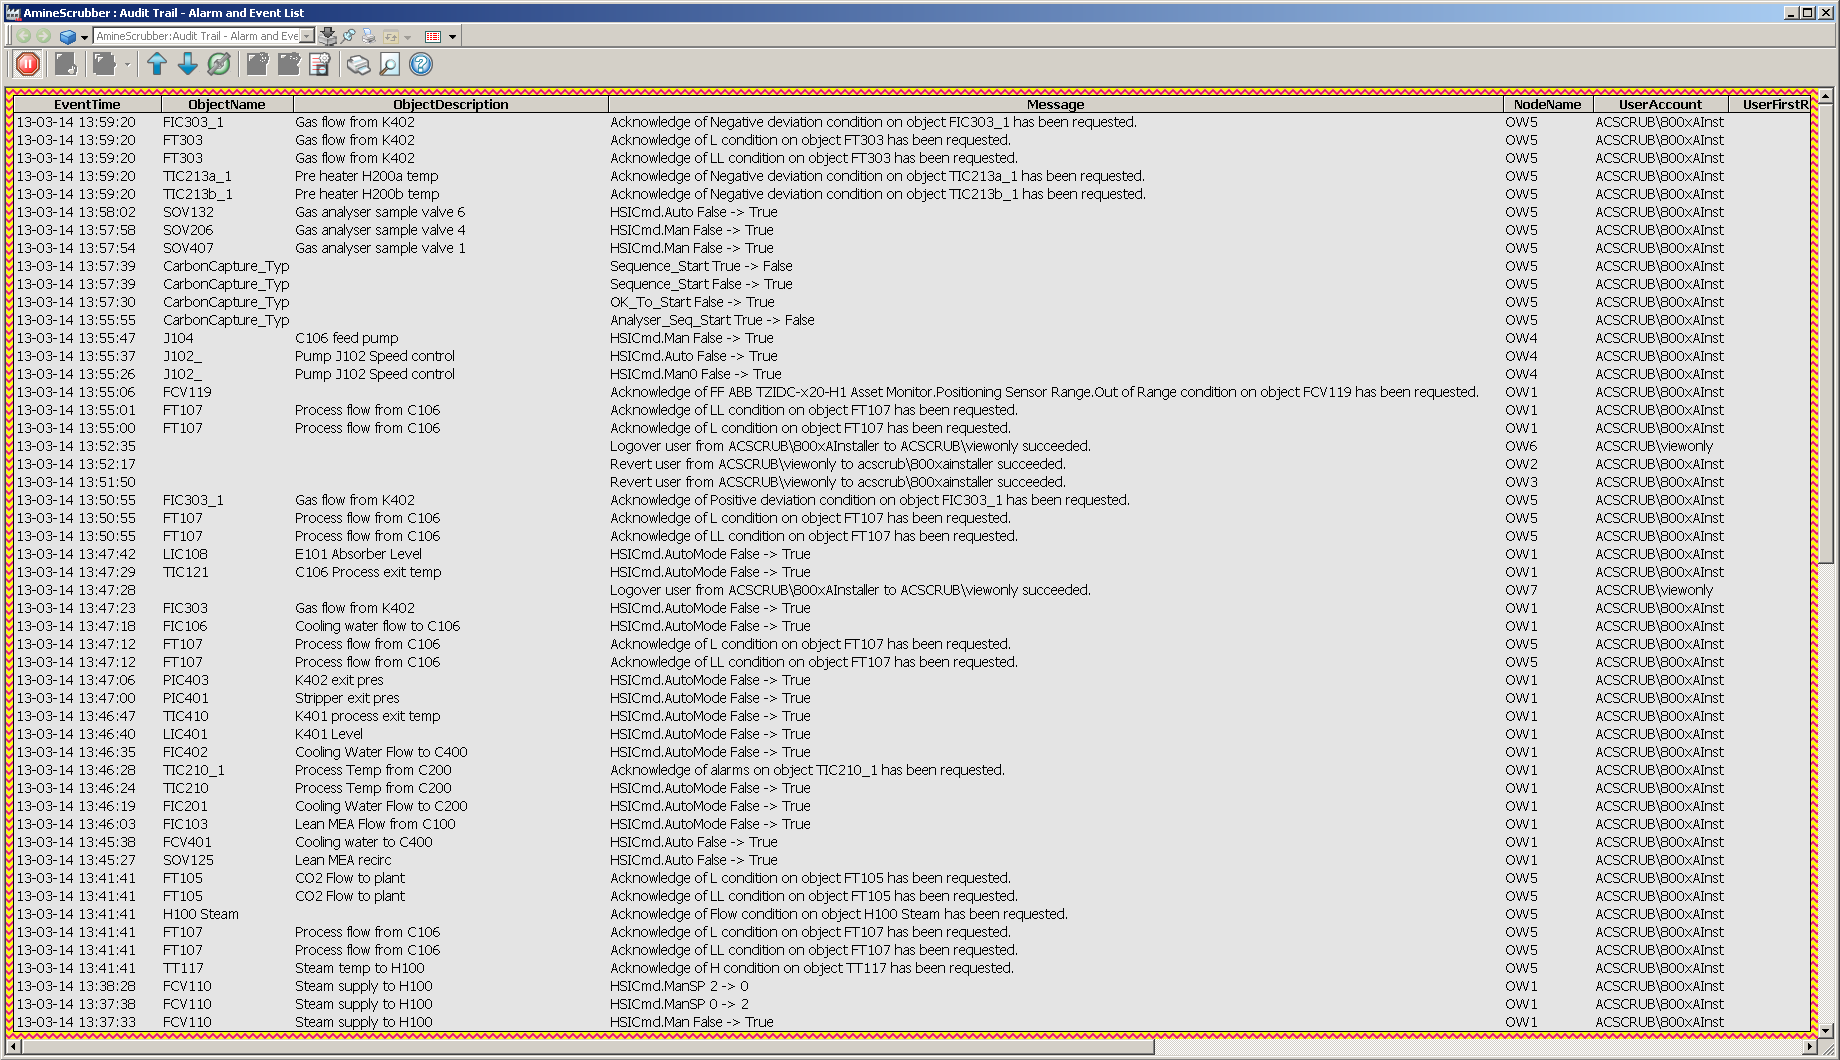 AmineScrubber : Audit Trail - Alarm and Event List
AmineScrubber:Audit Trail - Alarm and Eve
EventTime ObjectName ObjectDescription Message NodeName UserAccount UserFirstR
13-03-14 13:59:20 FIC303_1 Gas flow from K402 Acknowledge of Negative deviation condition on object FIC303_1 has been requested. OW5 ACSCRUB\800xAInst
13-03-14 13:59:20 FT303 Gas flow from K402 Acknowledge of L condition on object FT303 has been requested. OW5 ACSCRUB\800xAInst
13-03-14 13:59:20 FT303 Gas flow from K402 Acknowledge of LL condition on object FT303 has been requested. OW5 ACSCRUB\800xAInst
13-03-14 13:59:20 TIC213a_1 Pre heater H200a temp Acknowledge of Negative deviation condition on object TIC213a_1 has been requested. OW5 ACSCRUB\800xAInst
13-03-14 13:59:20 TIC213b_1 Pre heater H200b temp Acknowledge of Negative deviation condition on object TIC213b_1 has been requested. OW5 ACSCRUB\800xAInst
13-03-14 13:58:02 SOV132 Gas analyser sample valve 6 HSICmd.Auto False -> True OW5 ACSCRUB\800xAInst
13-03-14 13:57:58 SOV206 Gas analyser sample valve 4 HSICmd.Man False -> True OW5 ACSCRUB\800xAInst
13-03-14 13:57:54 SOV407 Gas analyser sample valve 1 HSICmd.Man False -> True OW5 ACSCRUB\800xAInst
13-03-14 13:57:39 CarbonCapture_Typ Sequence_Start True -> False OW5 ACSCRUB\800xAInst
13-03-14 13:57:39 CarbonCapture_Typ Sequence_Start False -> True OW5 ACSCRUB\800xAInst
13-03-14 13:57:30 CarbonCapture_Typ OK_To_Start False -> True OW5 ACSCRUB\800xAInst
13-03-14 13:55:55 CarbonCapture_Typ Analyser_Seq_Start True -> False OW5 ACSCRUB\800xAInst
13-03-14 13:55:47 J104 C106 feed pump HSICmd.Man False -> True OW4 ACSCRUB\800xAInst
13-03-14 13:55:37 J102_ Pump J102 Speed control HSICmd.Auto False -> True OW4 ACSCRUB\800xAInst
13-03-14 13:55:26 J102_ Pump J102 Speed control HSICmd.Man0 False -> True OW4 ACSCRUB\800xAInst
13-03-14 13:55:06 FCV119 Acknowledge of FF ABB TZIDC-x20-H1 Asset Monitor.Positioning Sensor Range.Out of Range condition on object FCV119 has been requested. OW1 ACSCRUB\800xAInst
13-03-14 13:55:01 FT107 Process flow from C106 Acknowledge of LL condition on object FT107 has been requested. OW1 ACSCRUB\800xAInst
13-03-14 13:55:00 FT107 Process flow from C106 Acknowledge of L condition on object FT107 has been requested. OW1 ACSCRUB\800xAInst
13-03-14 13:52:35 Logover user from ACSCRUB\800xAInstaller to ACSCRUB\viewonly succeeded. OW6 ACSCRUB\viewonly
13-03-14 13:52:17 Revert user from ACSCRUB\viewonly to acscrub\800xainstaller succeeded. OW2 ACSCRUB\800xAInst
13-03-14 13:51:50 Revert user from ACSCRUB\viewonly to acscrub\800xainstaller succeeded. OW3 ACSCRUB\800xAInst
13-03-14 13:50:55 FIC303_1 Gas flow from K402 Acknowledge of Positive deviation condition on object FIC303_1 has been requested. OW5 ACSCRUB\800xAInst
13-03-14 13:50:55 FT107 Process flow from C106 Acknowledge of L condition on object FT107 has been requested. OW5 ACSCRUB\800xAInst
13-03-14 13:50:55 FT107 Process flow from C106 Acknowledge of LL condition on object FT107 has been requested. OW5 ACSCRUB\800xAInst
13-03-14 13:47:42 LIC108 E101 Absorber Level HSICmd.AutoMode False -> True OW1 ACSCRUB\800xAInst
13-03-14 13:47:29 TIC121 C106 Process exit temp HSICmd.AutoMode False -> True OW1 ACSCRUB\800xAInst
13-03-14 13:47:28 Logover user from ACSCRUB\800xAInstaller to ACSCRUB\viewonly succeeded. OW7 ACSCRUB\viewonly
13-03-14 13:47:23 FIC303 Gas flow from K402 HSICmd.AutoMode False -> True OW1 ACSCRUB\800xAInst
13-03-14 13:47:18 FIC106 Cooling water flow to C106 HSICmd.AutoMode False -> True OW1 ACSCRUB\800xAInst
13-03-14 13:47:12 FT107 Process flow from C106 Acknowledge of L condition on object FT107 has been requested. OW5 ACSCRUB\800xAInst
13-03-14 13:47:12 FT107 Process flow from C106 Acknowledge of LL condition on object FT107 has been requested. OW5 ACSCRUB\800xAInst
13-03-14 13:47:06 PIC403 K402 exit pres HSICmd.AutoMode False -> True OW1 ACSCRUB\800xAInst
13-03-14 13:47:00 PIC401 Stripper exit pres HSICmd.AutoMode False -> True OW1 ACSCRUB\800xAInst
13-03-14 13:46:47 TIC410 K401 process exit temp HSICmd.AutoMode False -> True OW1 ACSCRUB\800xAInst
13-03-14 13:46:40 LIC401 K401 Level HSICmd.AutoMode False -> True OW1 ACSCRUB\800xAInst
13-03-14 13:46:35 FIC402 Cooling Water Flow to C400 HSICmd.AutoMode False -> True OW1 ACSCRUB\800xAInst
13-03-14 13:46:28 TIC210_1 Process Temp from C200 Acknowledge of alarms on object TIC210_1 has been requested. OW1 ACSCRUB\800xAInst
13-03-14 13:46:24 TIC210 Process Temp from C200 HSICmd.AutoMode False -> True OW1 ACSCRUB\800xAInst
13-03-14 13:46:19 FIC201 Cooling Water Flow to C200 HSICmd.AutoMode False -> True OW1 ACSCRUB\800xAInst
13-03-14 13:46:03 FIC103 Lean MEA Flow from C100 HSICmd.AutoMode False -> True OW1 ACSCRUB\800xAInst
13-03-14 13:45:38 FCV401 Cooling water to C400 HSICmd.Auto False -> True OW1 ACSCRUB\800xAInst
13-03-14 13:45:27 SOV125 Lean MEA recirc HSICmd.Auto False -> True OW1 ACSCRUB\800xAInst
13-03-14 13:41:41 FT105 CO2 Flow to plant Acknowledge of L condition on object FT105 has been requested. OW5 ACSCRUB\800xAInst
13-03-14 13:41:41 FT105 CO2 Flow to plant Acknowledge of LL condition on object FT105 has been requested. OW5 ACSCRUB\800xAInst
13-03-14 13:41:41 H100 Steam Acknowledge of Flow condition on object H100 Steam has been requested. OW5 ACSCRUB\800xAInst
13-03-14 13:41:41 FT107 Process flow from C106 Acknowledge of L condition on object FT107 has been requested. OW5 ACSCRUB\800xAInst
13-03-14 13:41:41 FT107 Process flow from C106 Acknowledge of LL condition on object FT107 has been requested. OW5 ACSCRUB\800xAInst
13-03-14 13:41:41 TT117 Steam temp to H100 Acknowledge of H condition on object TT117 has been requested. OW5 ACSCRUB\800xAInst
13-03-14 13:38:28 FCV110 Steam supply to H100 HSICmd.ManSP 2 -> 0 OW1 ACSCRUB\800xAInst
13-03-14 13:37:38 FCV110 Steam supply to H100 HSICmd.ManSP 0 -> 2 OW1 ACSCRUB\800xAInst
13-03-14 13:37:33 FCV110 Steam supply to H100 HSICmd.Man False -> True OW1 ACSCRUB\800xAInst